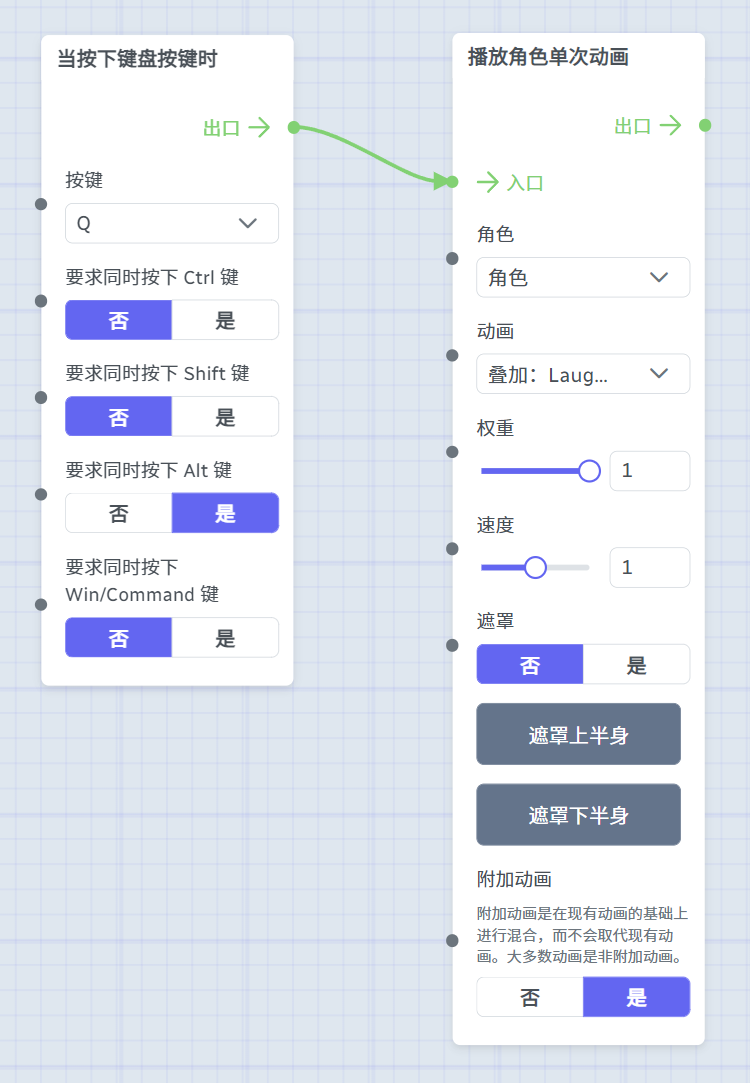 当按下键盘按键时
出口
按键
Q
要求同时按下 Ctrl 键
否
是
要求同时按下 Shift 键
否
是
要求同时按下 Alt 键
否
是
要求同时按下
Win/Command 键
否
是
播放角色单次动画
出口
入口
角色
角色
动画
叠加：Laug...
权重
1
速度
1
遮罩
否
是
遮罩上半身
遮罩下半身
附加动画
附加动画是在现有动画的基础上
进行混合，而不会取代现有动
画。大多数动画是非附加动画。
否
是